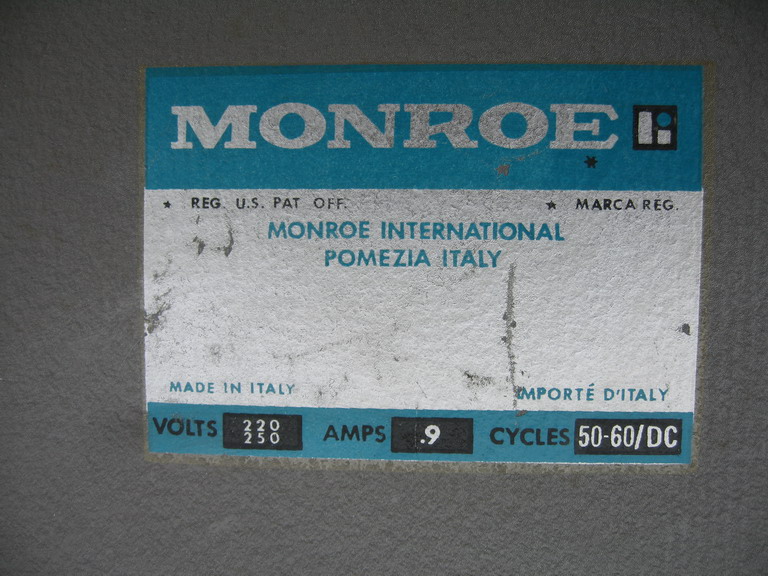 MONROE
*
* REG. U.S. PAT OFF. * MARCA REG.
MONROE INTERNATIONAL
POMEZIA ITALY
MADE IN ITALY IMPORTÉ D'ITALY
VOLTS 220 250 AMPS .9 CYCLES 50-60/DC